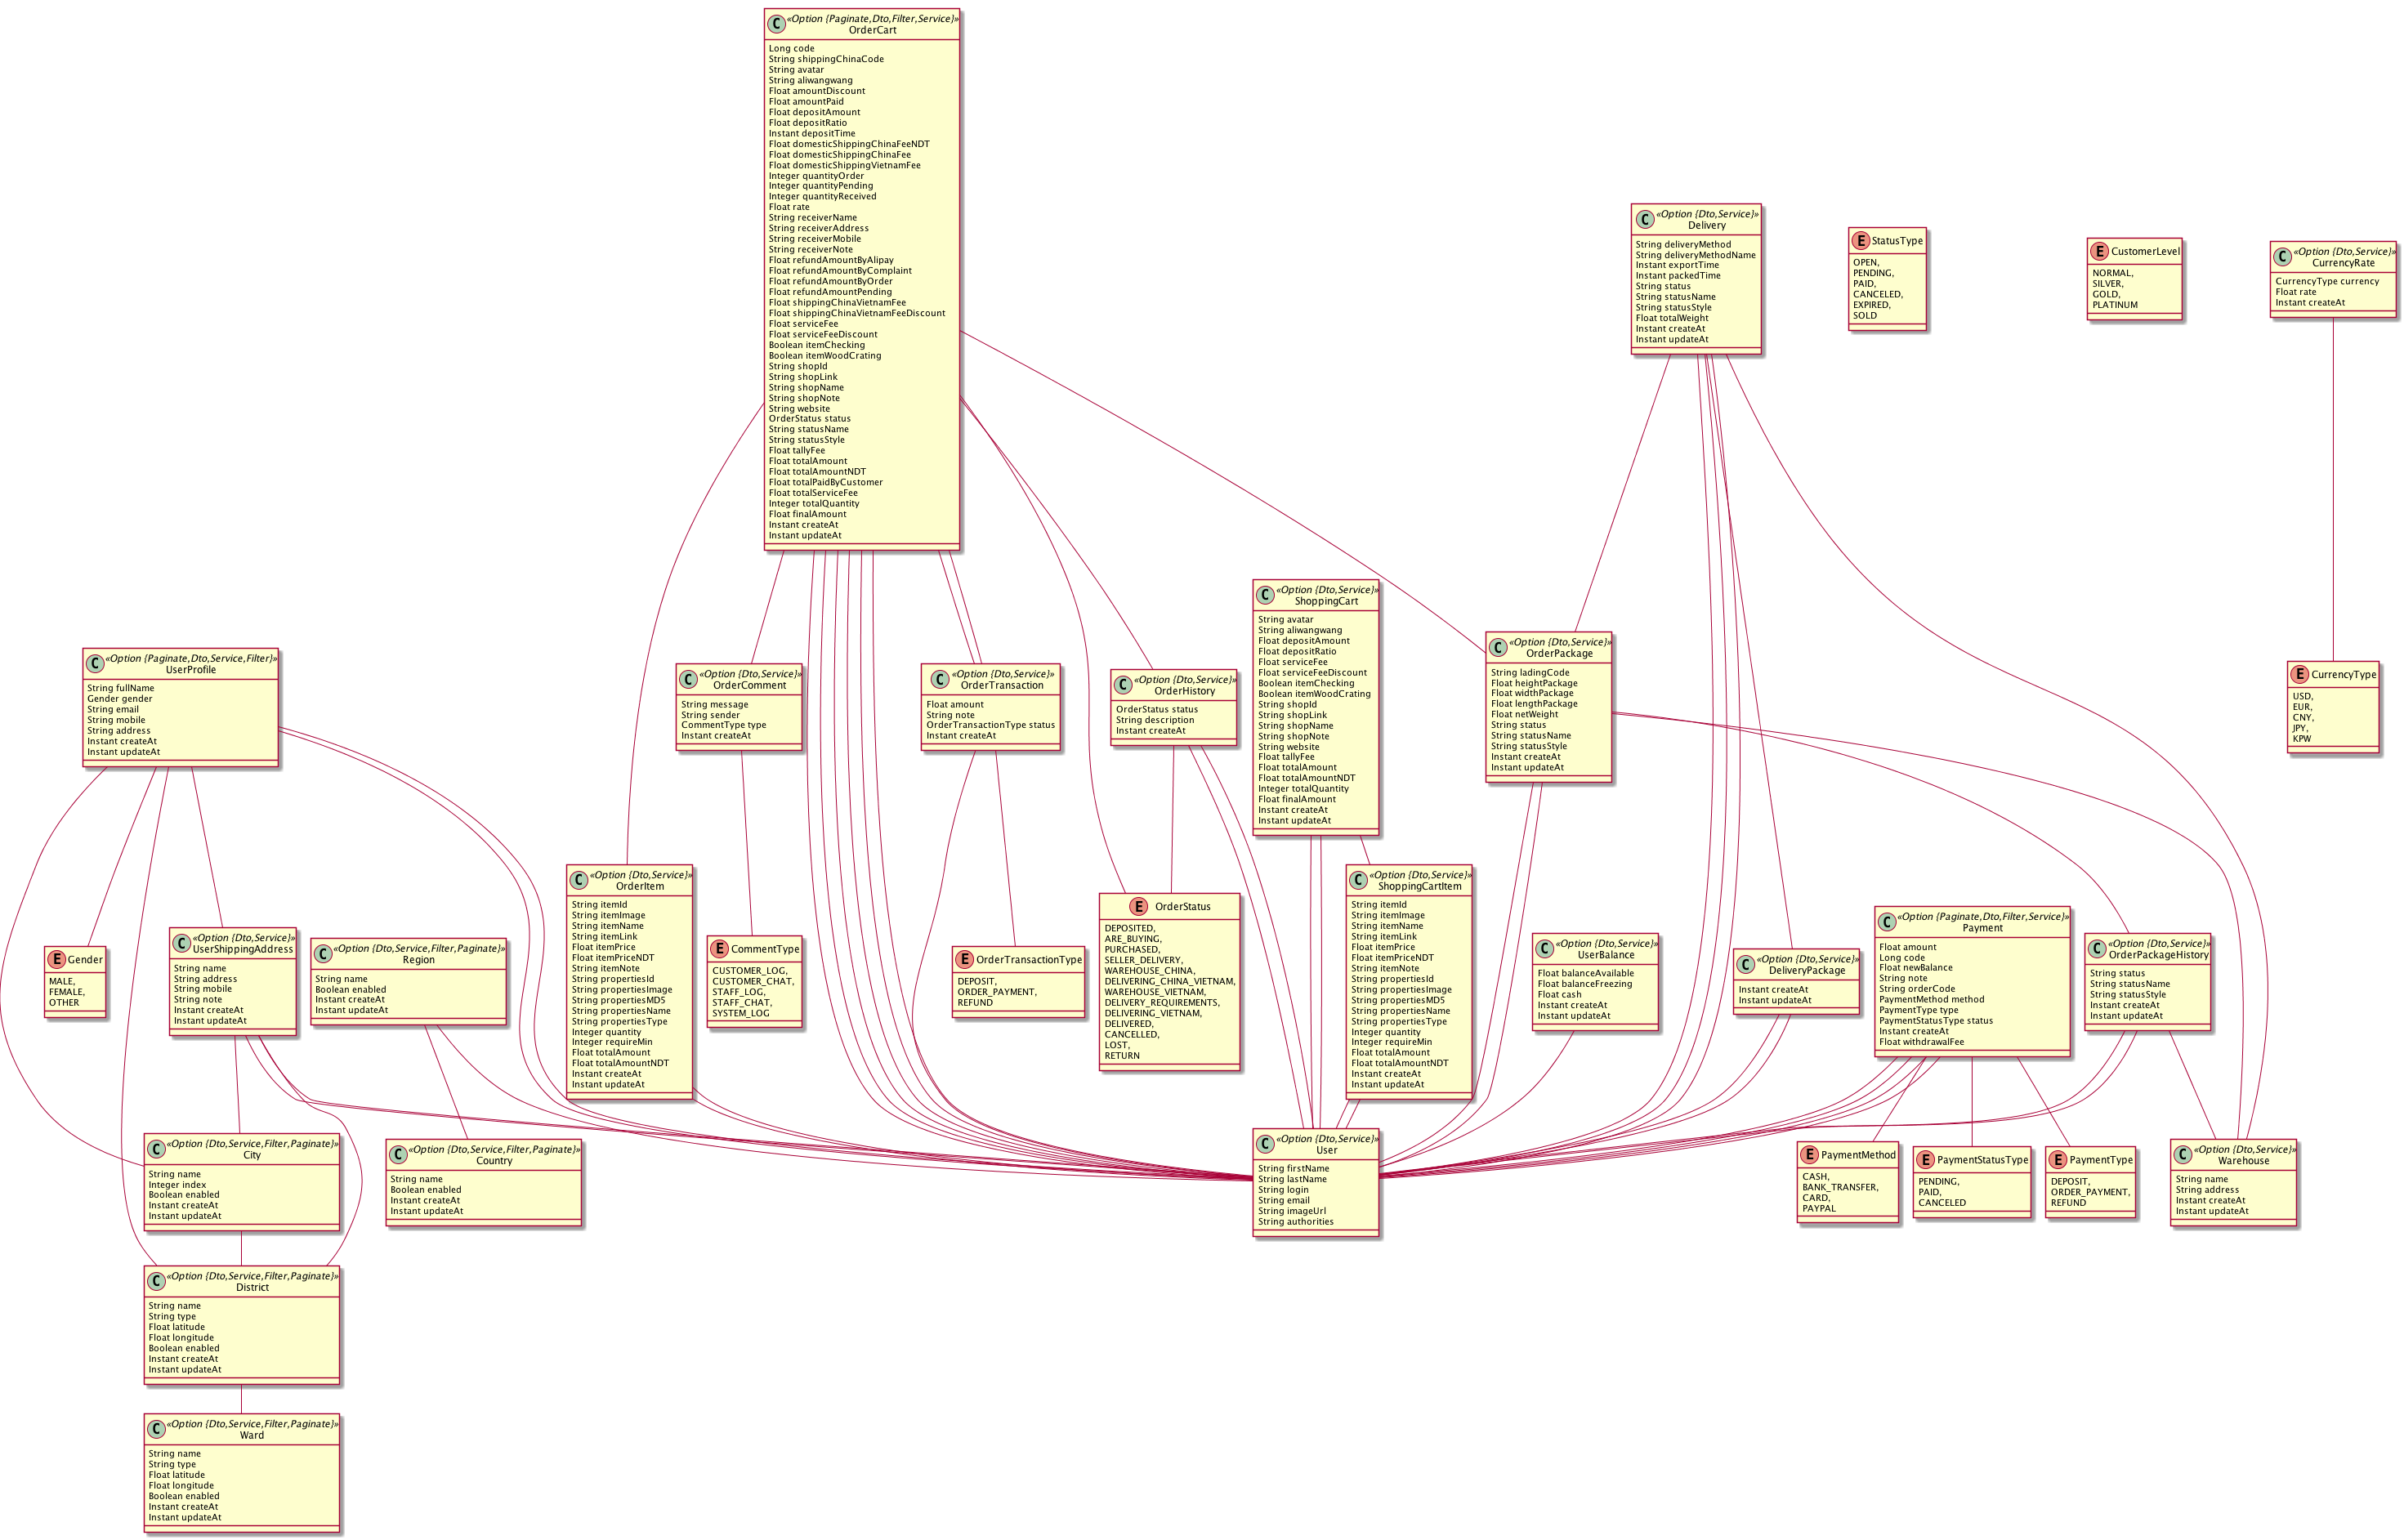 C
«Option {Paginate,Dto,Filter,Service}»
OrderCart
Long code
String shippingChinaCode
String avatar
String aliwangwang
Float amountDiscount
Float amountPaid
Float depositAmount
Float depositRatio
Instant depositTime
Float domesticShippingChinaFeeNDT
Float domesticShippingChinaFee
Float domesticShippingVietnamFee
Integer quantityOrder
Integer quantityPending
Integer quantityReceived
Float rate
String receiverName
String receiverAddress
String receiverMobile
String receiverNote
Float refundAmountByAlipay
Float refundAmountByComplaint
Float refundAmountByOrder
Float refundAmountPending
Float shippingChinaVietnamFee
Float shippingChinaVietnamFeeDiscount
Float serviceFee
Float serviceFeeDiscount
Boolean itemChecking
Boolean itemWoodCrating
String shopId
String shopLink
String shopName
String shopNote
String website
OrderStatus status
String statusName
String statusStyle
Float tallyFee
Float totalAmount
Float totalAmountNDT
Float totalPaidByCustomer
Float totalServiceFee
Integer totalQuantity
Float finalAmount
Instant createAt
Instant updateAt
C
«Option {Dto,Service}»
Delivery
String deliveryMethod
String deliveryMethodName
Instant exportTime
Instant packedTime
String status
String statusName
String statusStyle
Float totalWeight
Instant createAt
Instant updateAt
E
StatusType
OPEN,
PENDING,
PAID,
CANCELED,
EXPIRED,
SOLD
E
CustomerLevel
NORMAL,
SILVER,
GOLD,
PLATINUM
C
«Option {Dto,Service}»
CurrencyRate
CurrencyType currency
Float rate
Instant createAt
C
«Option {Paginate,Dto,Service,Filter}»
UserProfile
String fullName
Gender gender
String email
String mobile
String address
Instant createAt
Instant updateAt
C
«Option {Dto,Service}»
OrderComment
String message
String sender
CommentType type
Instant createAt
C
«Option {Dto,Service}»
OrderTransaction
Float amount
String note
OrderTransactionType status
Instant createAt
C
«Option {Dto,Service}»
OrderHistory
OrderStatus status
String description
Instant createAt
C
«Option {Dto,Service}»
ShoppingCart
String avatar
String aliwangwang
Float depositAmount
Float depositRatio
Float serviceFee
Float serviceFeeDiscount
Boolean itemChecking
Boolean itemWoodCrating
String shopId
String shopLink
String shopName
String shopNote
String website
Float tallyFee
Float totalAmount
Float totalAmountNDT
Integer totalQuantity
Float finalAmount
Instant createAt
Instant updateAt
C
«Option {Dto,Service}»
OrderPackage
String ladingCode
Float heightPackage
Float widthPackage
Float lengthPackage
Float netWeight
String status
String statusName
String statusStyle
Instant createAt
Instant updateAt
E
CurrencyType
USD,
EUR,
CNY,
JPY,
KPW
E
Gender
MALE,
FEMALE,
OTHER
C
«Option {Dto,Service}»
UserShippingAddress
String name
String address
String mobile
String note
Instant createAt
Instant updateAt
C
«Option {Dto,Service,Filter,Paginate}»
Region
String name
Boolean enabled
Instant createAt
Instant updateAt
C
«Option {Dto,Service}»
OrderItem
String itemId
String itemImage
String itemName
String itemLink
Float itemPrice
Float itemPriceNDT
String itemNote
String propertiesId
String propertiesImage
String propertiesMD5
String propertiesName
String propertiesType
Integer quantity
Integer requireMin
Float totalAmount
Float totalAmountNDT
Instant createAt
Instant updateAt
E
CommentType
CUSTOMER_LOG,
CUSTOMER_CHAT,
STAFF_LOG,
STAFF_CHAT,
SYSTEM_LOG
E
OrderTransactionType
DEPOSIT,
ORDER_PAYMENT,
REFUND
E
OrderStatus
DEPOSITED,
ARE_BUYING,
PURCHASED,
SELLER_DELIVERY,
WAREHOUSE_CHINA,
DELIVERING_CHINA_VIETNAM,
WAREHOUSE_VIETNAM,
DELIVERY_REQUIREMENTS,
DELIVERING_VIETNAM,
DELIVERED,
CANCELLED,
LOST,
RETURN
C
«Option {Dto,Service}»
ShoppingCartItem
String itemId
String itemImage
String itemName
String itemLink
Float itemPrice
Float itemPriceNDT
String itemNote
String propertiesId
String propertiesImage
String propertiesMD5
String propertiesName
String propertiesType
Integer quantity
Integer requireMin
Float totalAmount
Float totalAmountNDT
Instant createAt
Instant updateAt
C
«Option {Dto,Service}»
UserBalance
Float balanceAvailable
Float balanceFreezing
Float cash
Instant createAt
Instant updateAt
C
«Option {Dto,Service}»
DeliveryPackage
Instant createAt
Instant updateAt
C
«Option {Paginate,Dto,Filter,Service}»
Payment
Float amount
Long code
Float newBalance
String note
String orderCode
PaymentMethod method
PaymentType type
PaymentStatusType status
Instant createAt
Float withdrawalFee
C
«Option {Dto,Service}»
OrderPackageHistory
String status
String statusName
String statusStyle
Instant createAt
Instant updateAt
C
«Option {Dto,Service,Filter,Paginate}»
City
String name
Integer index
Boolean enabled
Instant createAt
Instant updateAt
C
«Option {Dto,Service,Filter,Paginate}»
Country
String name
Boolean enabled
Instant createAt
Instant updateAt
C
«Option {Dto,Service}»
User
String firstName
String lastName
String login
String email
String imageUrl
String authorities
E
PaymentMethod
CASH,
BANK_TRANSFER,
CARD,
PAYPAL
E
PaymentStatusType
PENDING,
PAID,
CANCELED
E
PaymentType
DEPOSIT,
ORDER_PAYMENT,
REFUND
C
«Option {Dto,Service}»
Warehouse
String name
String address
Instant createAt
Instant updateAt
C
«Option {Dto,Service,Filter,Paginate}»
District
String name
String type
Float latitude
Float longitude
Boolean enabled
Instant createAt
Instant updateAt
C
«Option {Dto,Service,Filter,Paginate}»
Ward
String name
String type
Float latitude
Float longitude
Boolean enabled
Instant createAt
Instant updateAt